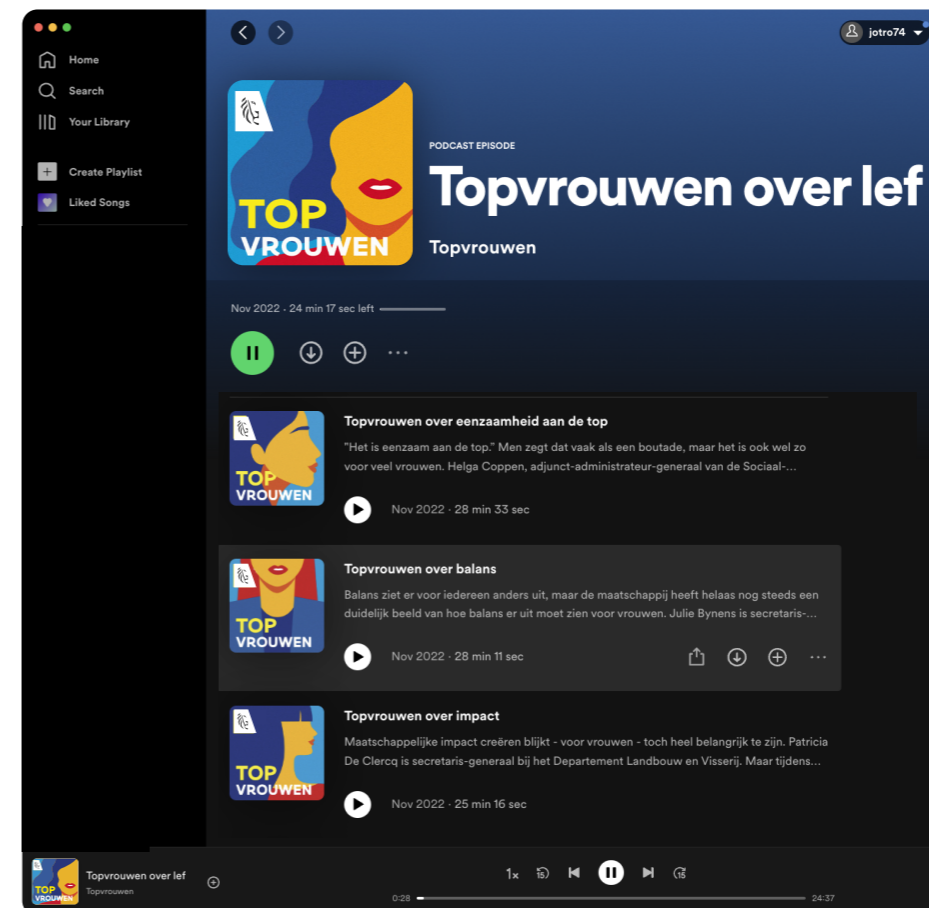 jotro74
Home
Search
Your Library
Create Playlist
Liked Songs
TOP
VROUWEN
PODCAST EPISODE
Topvrouwen over lef
Topvrouwen
Nov 2022 · 24 min 17 sec left
TOP
VROUWEN
Topvrouwen over eenzaamheid aan de top
"Het is eenzaam aan de top." Men zegt dat vaak als een boutade, maar het is ook wel zo
voor veel vrouwen. Helga Coppen, adjunct-administrateur-generaal van de Sociaal-...
Nov 2022 · 28 min 33 sec
TOP
VROUWEN
Topvrouwen over balans
Balans ziet er voor iedereen anders uit, maar de maatschappij heeft helaas nog steeds een
duidelijk beeld van hoe balans er uit moet zien voor vrouwen. Julie Bynens is secretaris-...
Nov 2022 · 28 min 11 sec
TOP
VROUWEN
Topvrouwen over impact
Maatschappelijke impact creëren blijkt - voor vrouwen - toch heel belangrijk te zijn. Patricia
De Clercq is secretaris-generaal bij het Departement Landbouw en Visserij. Maar tijdens...
Nov 2022 · 25 min 16 sec
TOP
VROUWEN
Topvrouwen over lef
Topvrouwen
1x
15
15
0:28
24:37